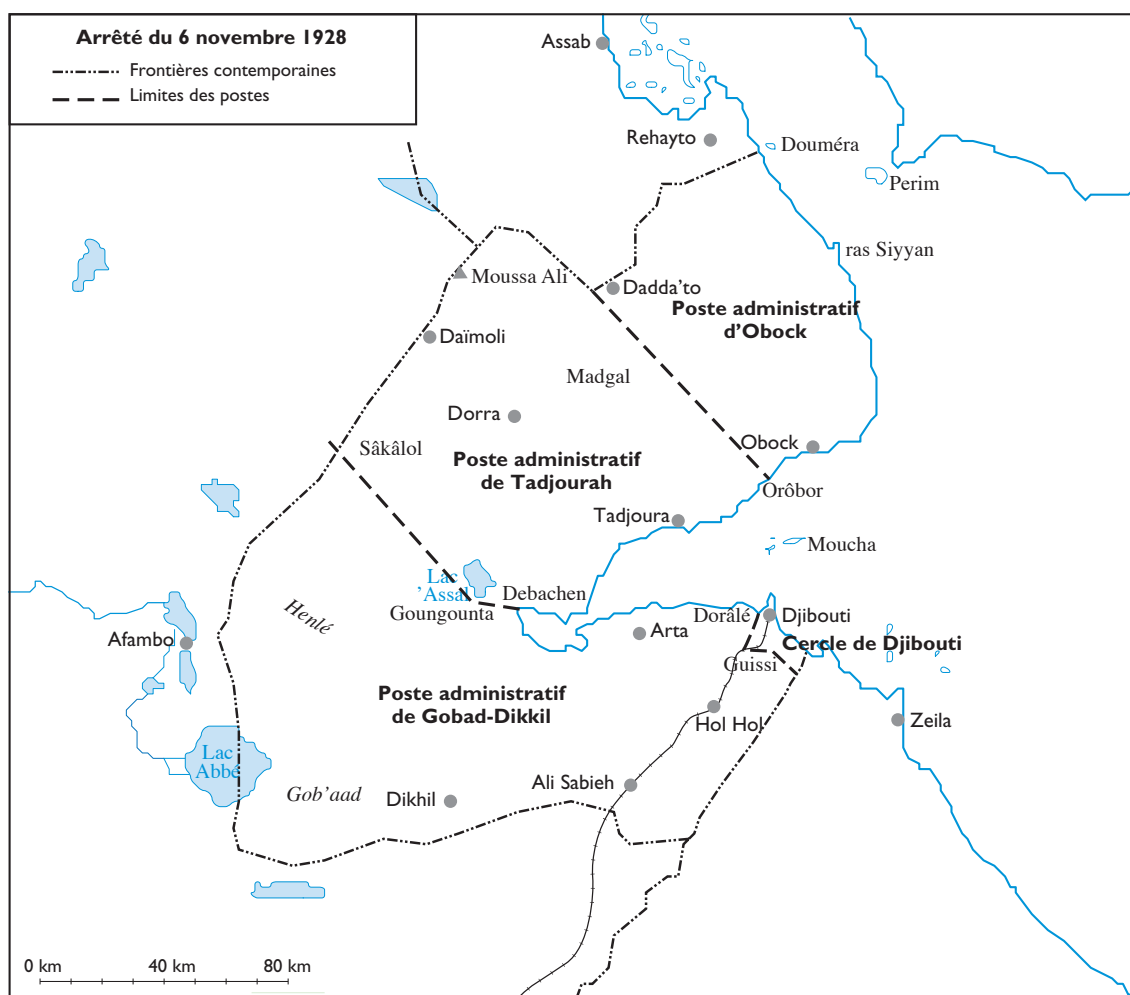 Arrêté du 6 novembre 1928
Frontières contemporaines
Limites des postes
Assab
Rehayto
Douméra
Perim
ras Siyyan
Moussa Ali
Dadda’to
Poste administratif
d’Obock
Daïmoli
Madgal
Dorra
Sâkâlol
Obock
Poste administratif
de Tadjourah
Orôbor
Tadjoura
Moucha
Lac
’Assal
Debachen
Goungounta
Henlé
Dorâlé
Djibouti
Afambo
Arta
Cercle de Djibouti
Guissi
Poste administratif
de Gobad-Dikkil
Hol Hol
Zeila
Lac
Abbé
Ali Sabieh
Gob’aad
Dikhil
0 km
40 km
80 km